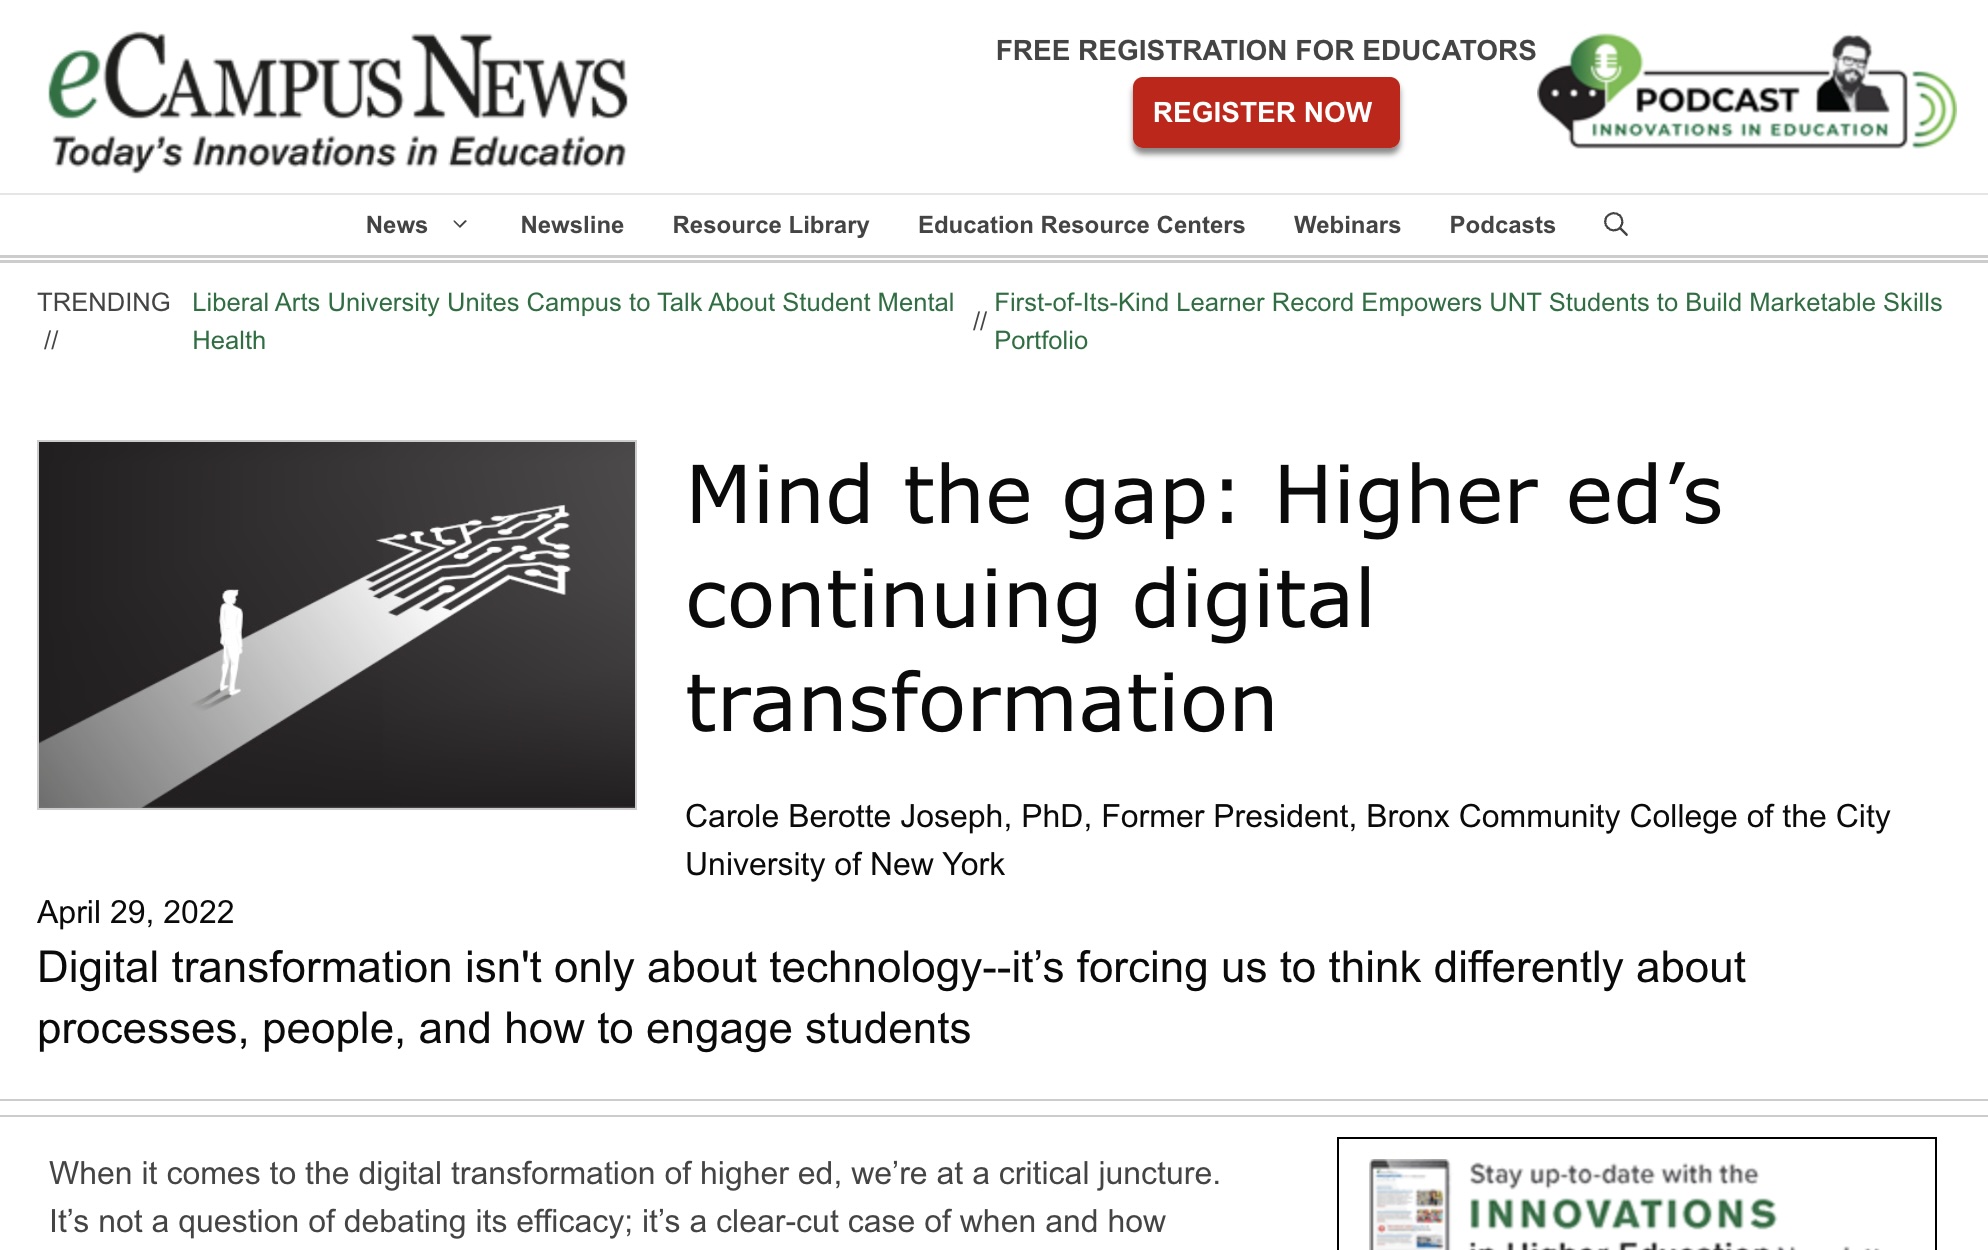 eCampus News
Today's Innovations in Education
FREE REGISTRATION FOR EDUCATORS
REGISTER NOW
PODCAST
INNOVATIONS IN EDUCATION
News
Newsline
Resource Library
Education Resource Centers
Webinars
Podcasts
TRENDING
//
Liberal Arts University Unites Campus to Talk About Student Mental
Health
//
First-of-Its-Kind Learner Record Empowers UNT Students to Build Marketable Skills
Portfolio
Mind the gap: Higher ed’s
continuing digital
transformation
Carole Berotte Joseph, PhD, Former President, Bronx Community College of the City
University of New York
April 29, 2022
Digital transformation isn't only about technology--it’s forcing us to think differently about
processes, people, and how to engage students
When it comes to the digital transformation of higher ed, we’re at a critical juncture.
It’s not a question of debating its efficacy; it’s a clear-cut case of when and how
Stay up-to-date with the
INNOVATIONS
in Higher Education